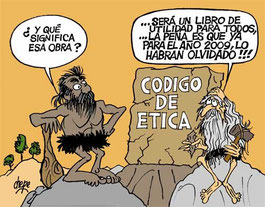 ¿ Y QUÉ
SIGNIFICA
ESA OBRA ?
... SERÁ UN LIBRO DE
UTILIDAD PARA TODOS,
... LA PENA ES QUE YA
PARA EL AÑO 2009, LO
HABRAN OLVIDADO !!!
CODIGO
DE
ETICA